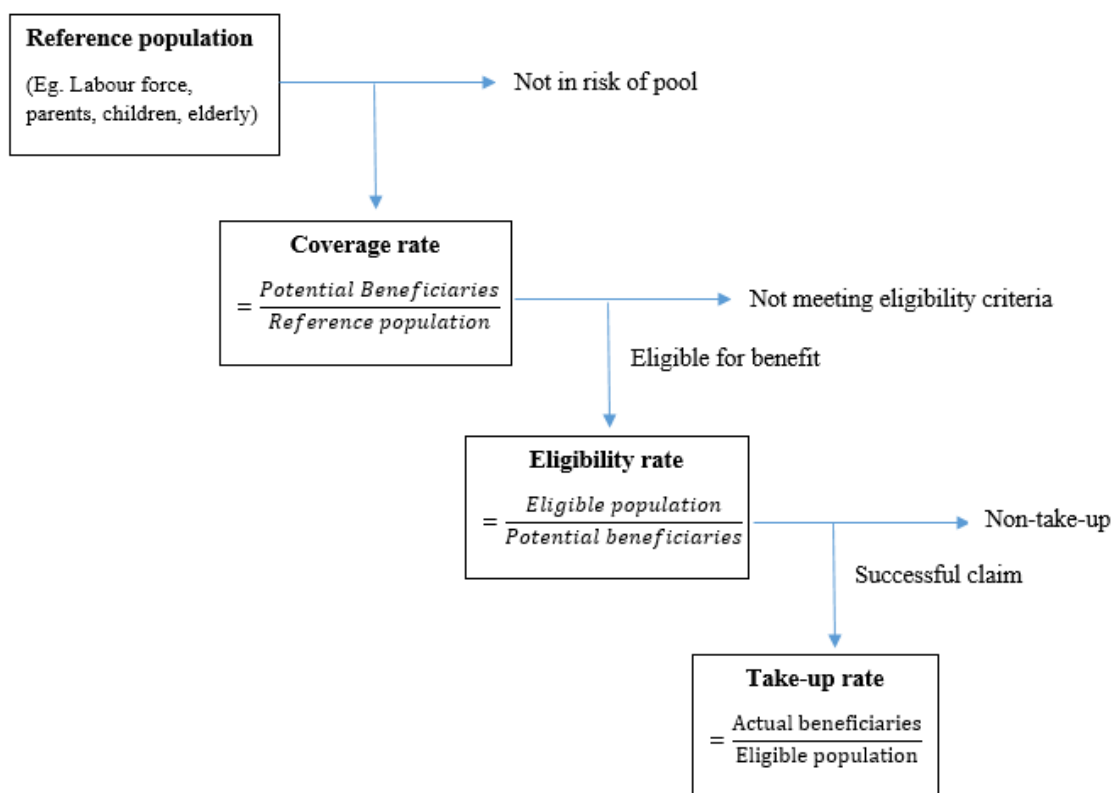 Reference population
(Eg. Labour force,
parents, children, elderly)
Not in risk of pool
Coverage rate
= Potential Beneficiaries
Reference population
Not meeting eligibility criteria
Eligible for benefit
Eligibility rate
= Eligible population
Potential beneficiaries
Non-take-up
Successful claim
Take-up rate
= Actual beneficiaries
Eligible population